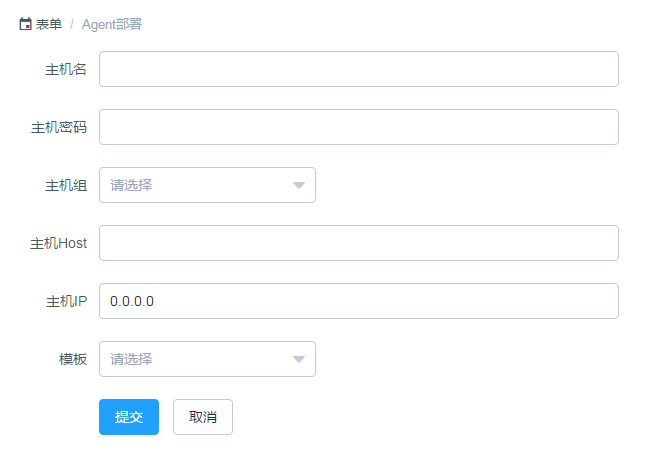 表单 / Agent部署
主机名
主机密码
主机组 请选择
主机Host
主机IP 0.0.0.0
模板 请选择
提交 取消